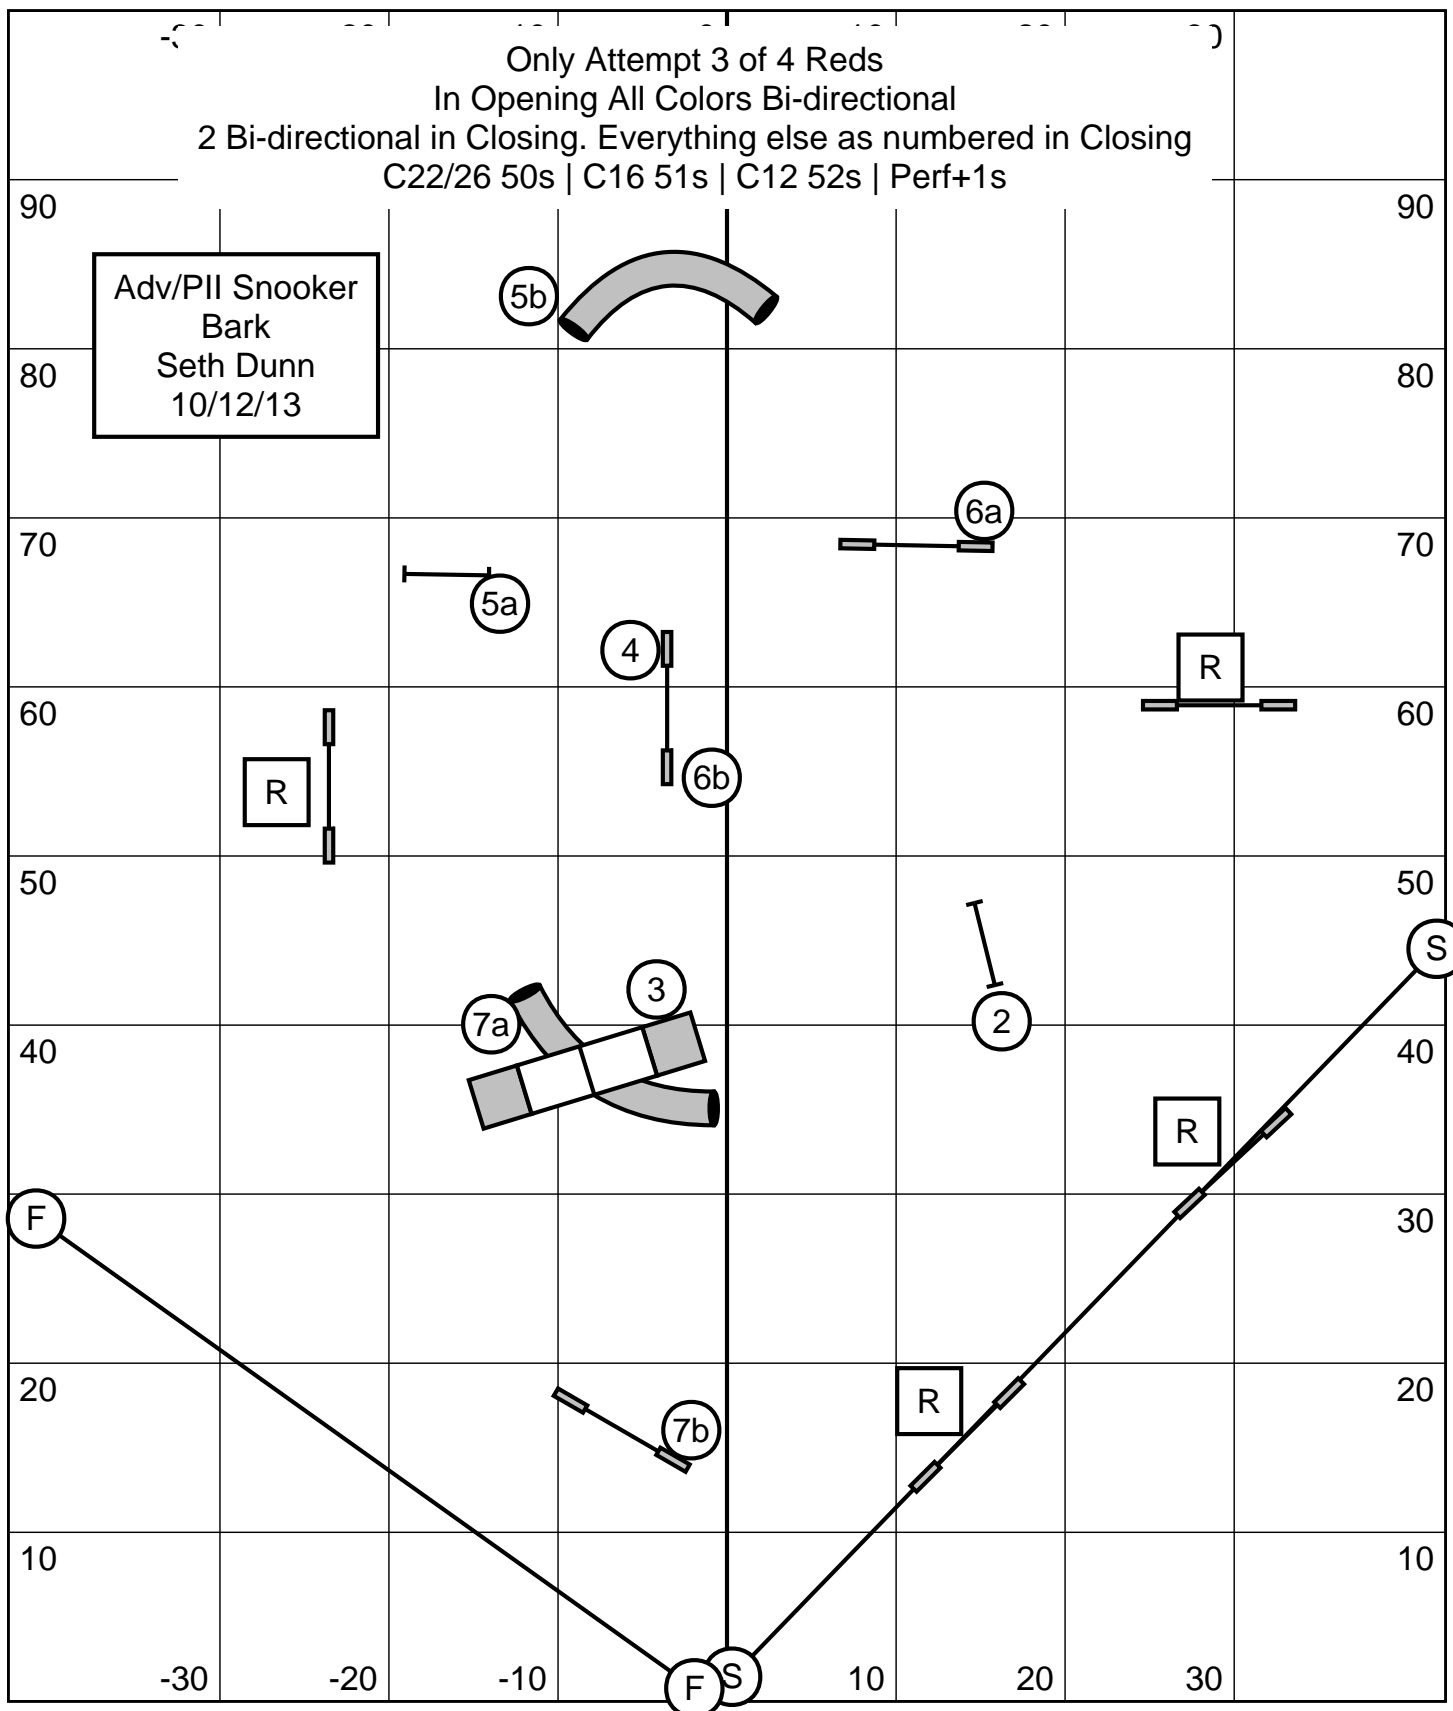 Only Attempt 3 of 4 Reds
In Opening All Colors Bi-directional
2 Bi-directional in Closing. Everything else as numbered in Closing
C22/26 50s | C16 51s | C12 52s | Perf+1s
90 90
Adv/PII Snooker
Bark
Seth Dunn
10/12/13
5b
80 80
6a
70 70
5a
4
R
60 60
6b
R
50 50
S
3
7a
2
40 40
R
F
30 30
20 20
R
7b
10 10
-30 -20 -10 10 20 30
F S